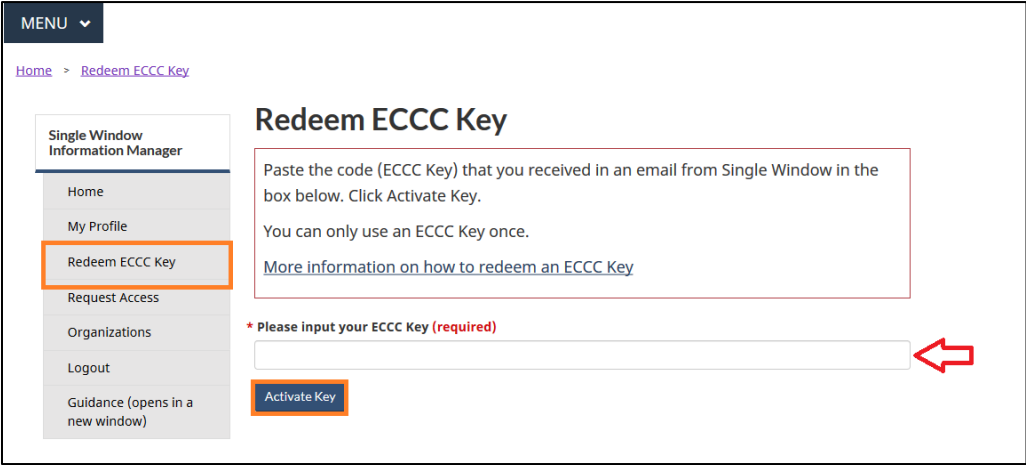 MENU
Home > Redeem ECCC Key
Single Window
Information Manager
Home
My Profile
Redeem ECCC Key
Request Access
Organizations
Logout
Guidance (opens in a
new window)
Redeem ECCC Key
Paste the code (ECCC Key) that you received in an email from Single Window in the
box below. Click Activate Key.
You can only use an ECCC Key once.
More information on how to redeem an ECCC Key
* Please input your ECCC Key (required)
Activate Key